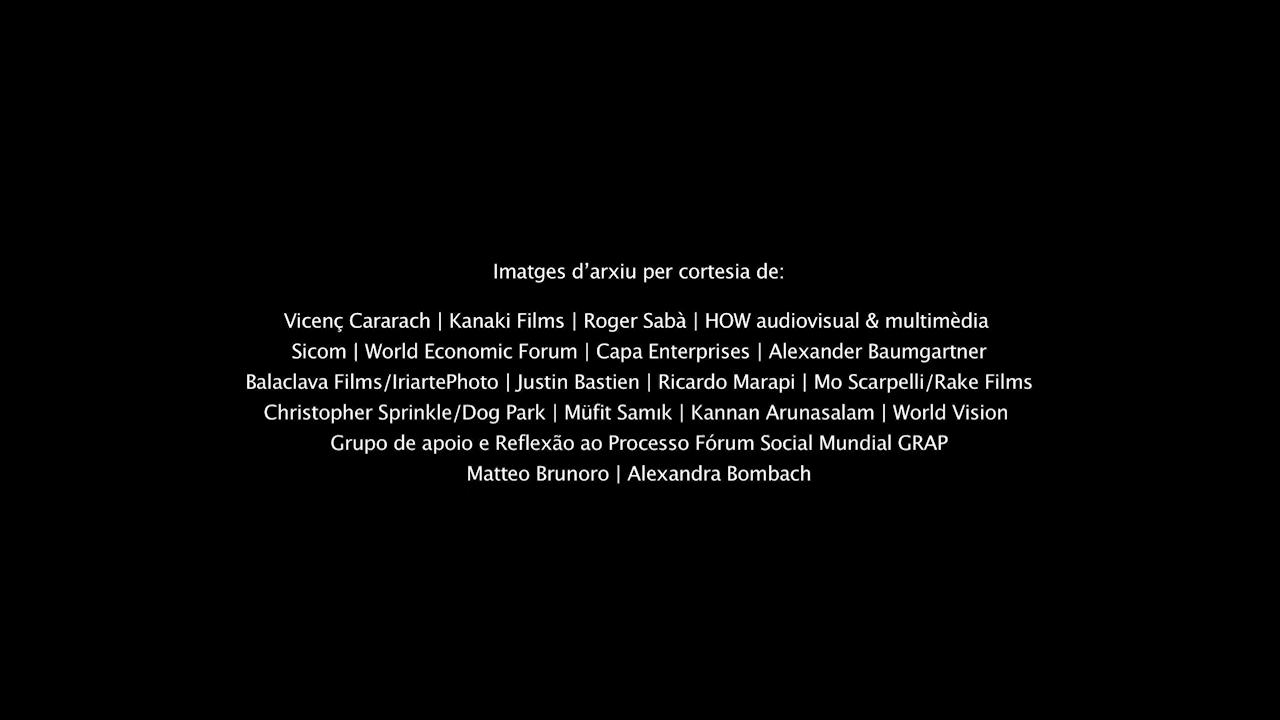 Imatges d’arxiu per cortesia de:
Vicenç Cararach | Kanaki Films | Roger Sabà | HOW audiovisual & multimèdia
Sicom | World Economic Forum | Capa Enterprises | Alexander Baumgartner
Balaclava Films/IriartePhoto | Justin Bastien | Ricardo Marapi | Mo Scarpelli/Rake Films
Christopher Sprinkle/Dog Park | Müfit Samık | Kannan Arunasalam | World Vision
Grupo de apoio e Reflexão ao Processo Fórum Social Mundial GRAP
Matteo Brunoro | Alexandra Bombach